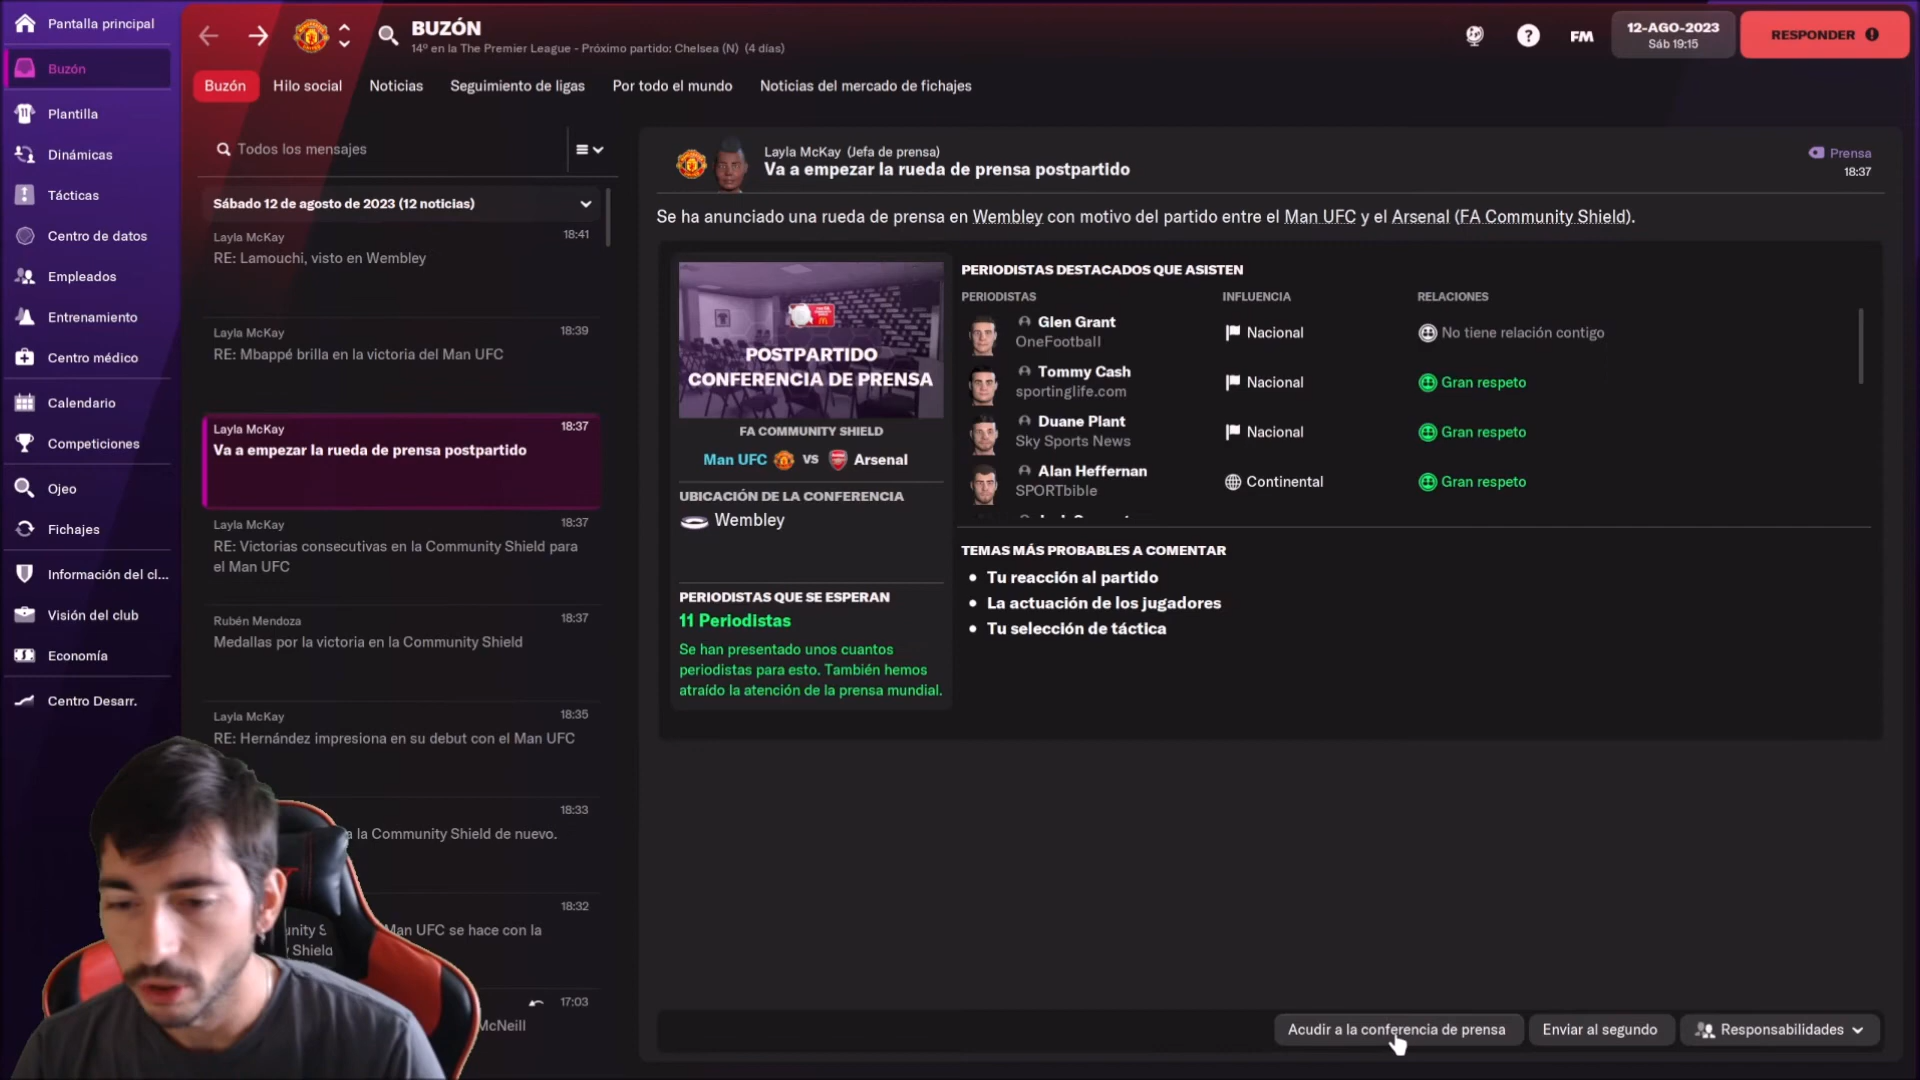 Pantalla principal
Buzón
Plantilla
Dinámicas
Tácticas
Centro de datos
Empleados
Entrenamiento
Centro médico
Calendario
Competiciones
Ojeo
Fichajes
Información del cl...
Visión del club
Economía
Centro Desarr.
BUZÓN
14º en la The Premier League - Próximo partido: Chelsea (N) (4 días)
FM
12-AGO-2023
Sáb 19:15
RESPONDER
Buzón
Hilo social
Noticias
Seguimiento de ligas
Por todo el mundo
Noticias del mercado de fichajes
Todos los mensajes
Sábado 12 de agosto de 2023 (12 noticias)
Layla McKay 18:41
RE: Lamouchi, visto en Wembley
Layla McKay 18:39
RE: Mbappé brilla en la victoria del Man UFC
Layla McKay 18:37
Va a empezar la rueda de prensa postpartido
Layla McKay 18:37
RE: Victorias consecutivas en la Community Shield para
el Man UFC
Rubén Mendoza 18:37
Medallas por la victoria en la Community Shield
Layla McKay 18:35
RE: Hernández impresiona en su debut con el Man UFC
18:33
a la Community Shield de nuevo.
18:32
Man UFC se hace con la
17:03
McNeill
Layla McKay (Jefa de prensa)
Va a empezar la rueda de prensa postpartido
Prensa
18:37
Se ha anunciado una rueda de prensa en Wembley con motivo del partido entre el Man UFC y el Arsenal (FA Community Shield).
POSTPARTIDO
CONFERENCIA DE PRENSA
FA COMMUNITY SHIELD
Man UFC VS Arsenal
UBICACIÓN DE LA CONFERENCIA
Wembley
PERIODISTAS QUE SE ESPERAN
11 Periodistas
Se han presentado unos cuantos
periodistas para esto. También hemos
atraído la atención de la prensa mundial.
PERIODISTAS DESTACADOS QUE ASISTEN
PERIODISTAS INFLUENCIA RELACIONES
Glen Grant
OneFootball
Nacional
No tiene relación contigo
Tommy Cash
sportinglife.com
Nacional
Gran respeto
Duane Plant
Sky Sports News
Nacional
Gran respeto
Alan Heffernan
SPORTbible
Continental
Gran respeto
TEMAS MÁS PROBABLES A COMENTAR
• Tu reacción al partido
• La actuación de los jugadores
• Tu selección de táctica
Acudir a la conferencia de prensa
Enviar al segundo
Responsabilidades